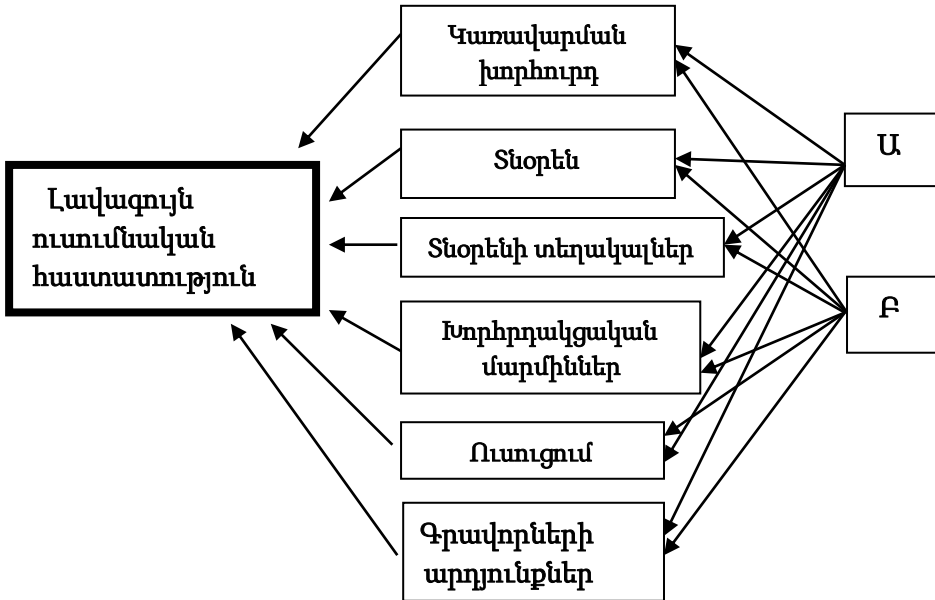 Լավագույն
ուսումնական
հաստատություն
Կառավարման
խորհուրդ
Տնօրեն
Տնօրենի տեղակալներ
Խորհրդակցական
մարմիններ
Ուսուցում
Գրավորների
արդյունքներ
Ա
Բ